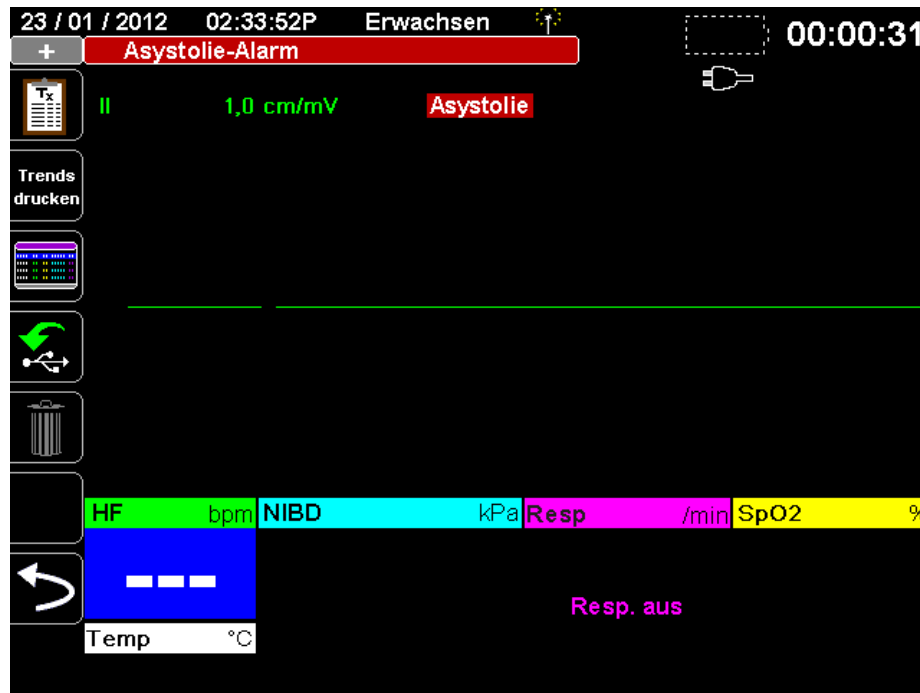 23 / 01 / 2012 02:33:52P Erwachsen 00:00:31
+ Asystolie-Alarm
Tx
II 1,0 cm/mV Asystolie
Trends
drucken
HF bpm NIBD kPa Resp /min SpO2 %
---
Resp. aus
Temp °C